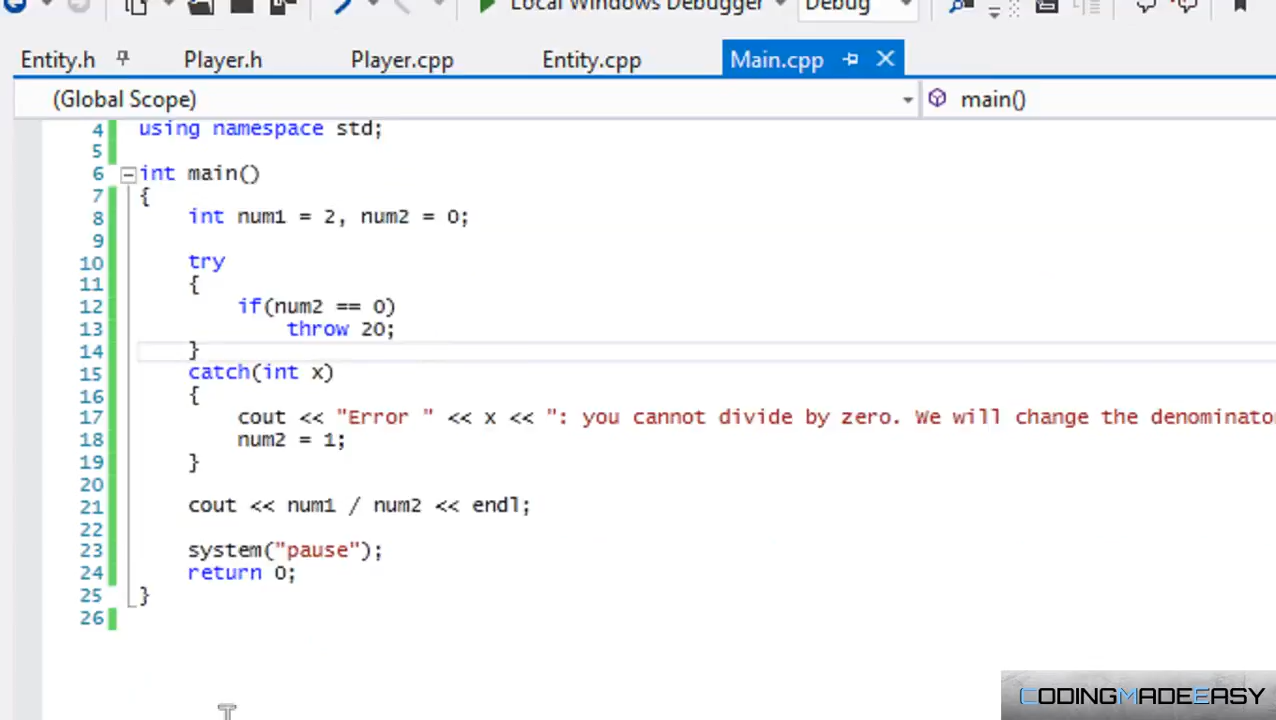 Local Windows Debugger
Debug
Entity.h
Player.h
Player.cpp
Entity.cpp
Main.cpp
(Global Scope)
main()
4 using namespace std;
5
6 int main()
7 {
8 int num1 = 2, num2 = 0;
9
10 try
11 {
12 if(num2 == 0)
13 throw 20;
14 }
15 catch(int x)
16 {
17 cout << "Error " << x << ": you cannot divide by zero. We will change the denominato
18 num2 = 1;
19 }
20
21 cout << num1 / num2 << endl;
22
23 system("pause");
24 return 0;
25 }
26
CODINGMADEEASY